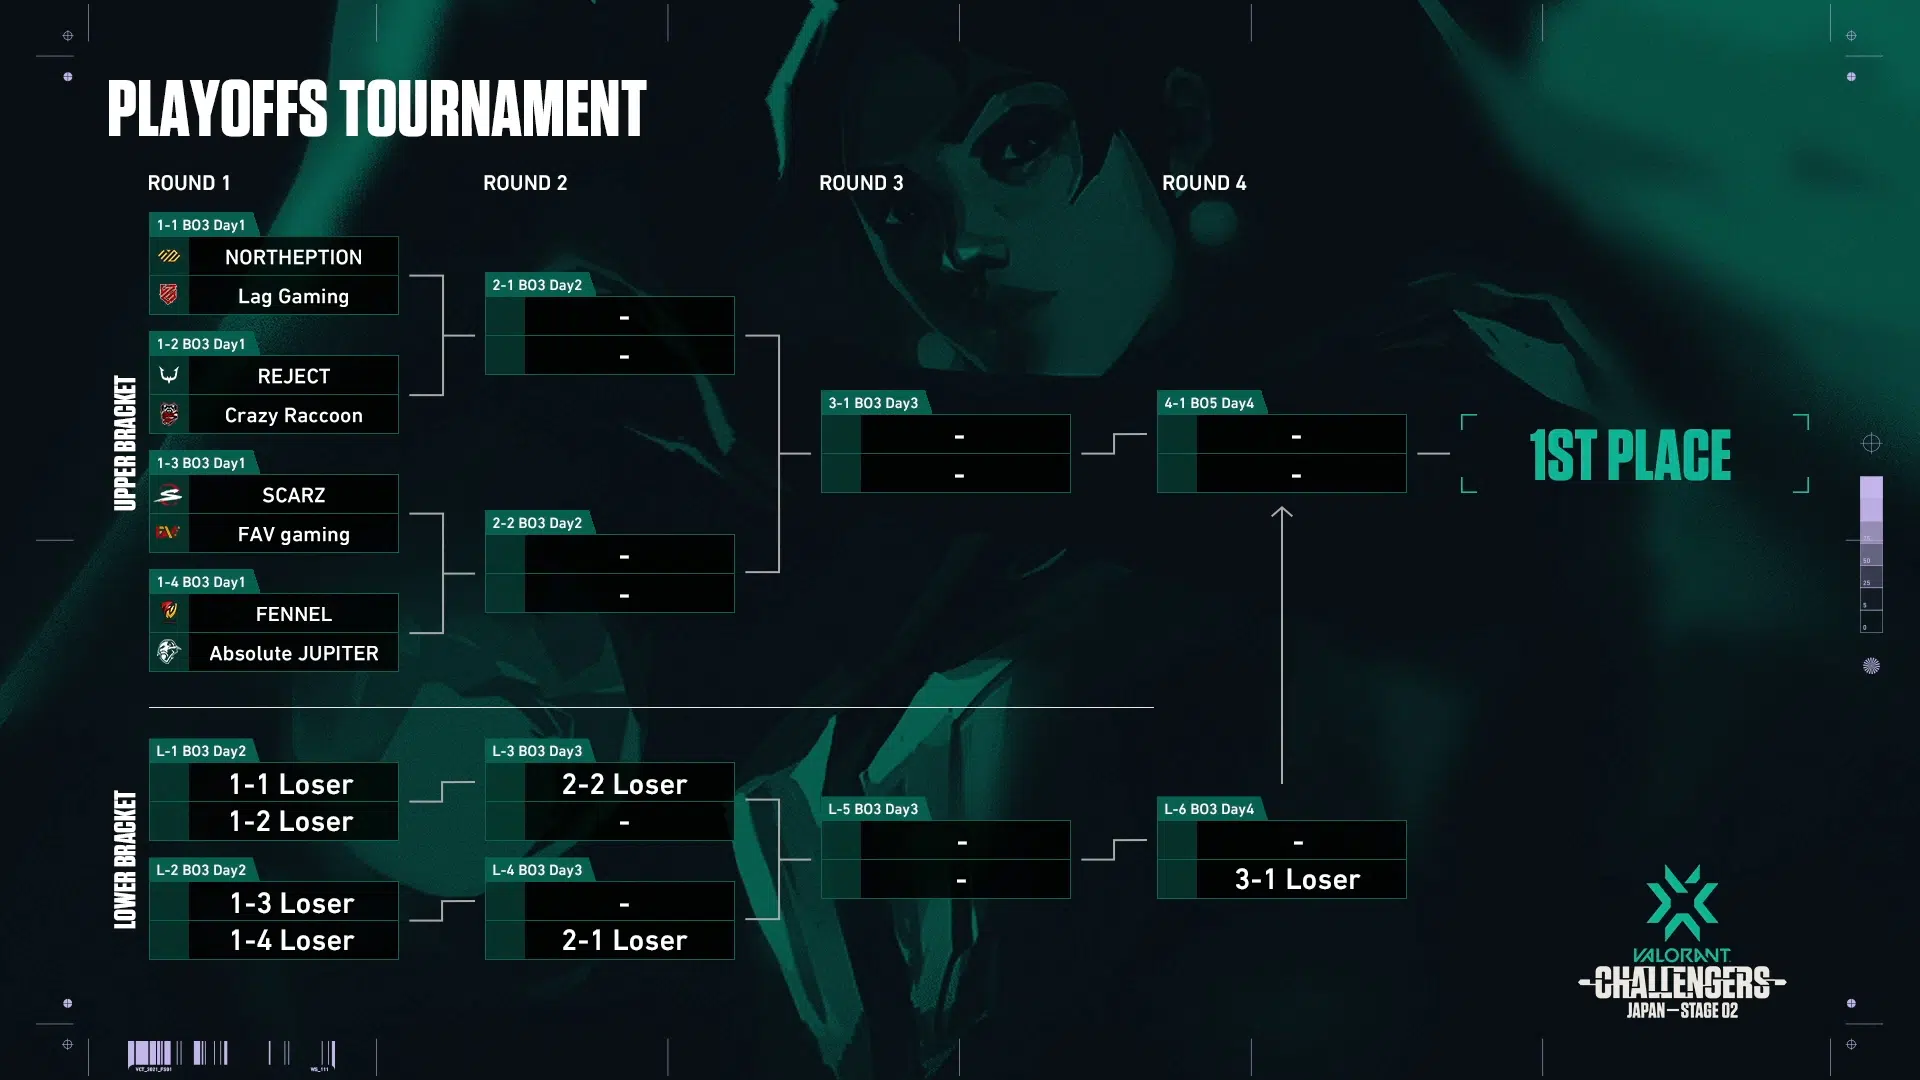 PLAYOFFS TOURNAMENT
ROUND 1
ROUND 2
ROUND 3
ROUND 4
UPPER BRACKET
1-1 BO3 Day1
NORTHEPTION
Lag Gaming
1-2 BO3 Day1
REJECT
Crazy Raccoon
1-3 BO3 Day1
SCARZ
FAV gaming
1-4 BO3 Day1
FENNEL
Absolute JUPITER
2-1 BO3 Day2
-
-
2-2 BO3 Day2
-
-
3-1 BO3 Day3
-
-
4-1 BO5 Day4
-
-
1ST PLACE
LOWER BRACKET
L-1 BO3 Day2
1-1 Loser
1-2 Loser
L-2 BO3 Day2
1-3 Loser
1-4 Loser
L-3 BO3 Day3
2-2 Loser
-
L-4 BO3 Day3
-
2-1 Loser
L-5 BO3 Day3
-
-
L-6 BO3 Day4
-
3-1 Loser
75
50
25
5
0
VALORANT
CHALLENGERS
JAPAN — STAGE 02